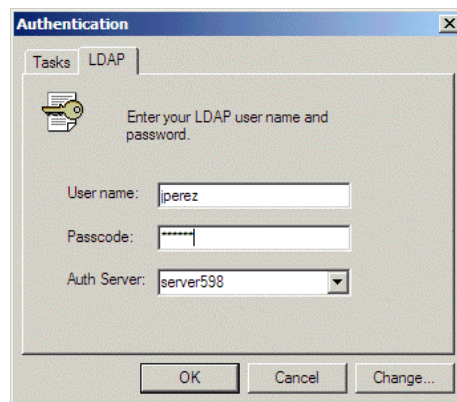 Authentication
Tasks LDAP
Enter your LDAP user name and
password.
User name: jperez
Passcode: ******
Auth Server: server598
OK Cancel Change...